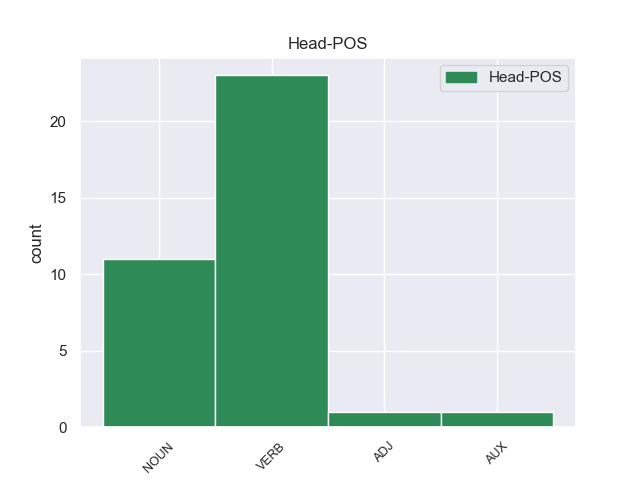 Head-POS
Head-POS
count
20
15
10
5
0
NOUN
VERB
ADJ
AUX